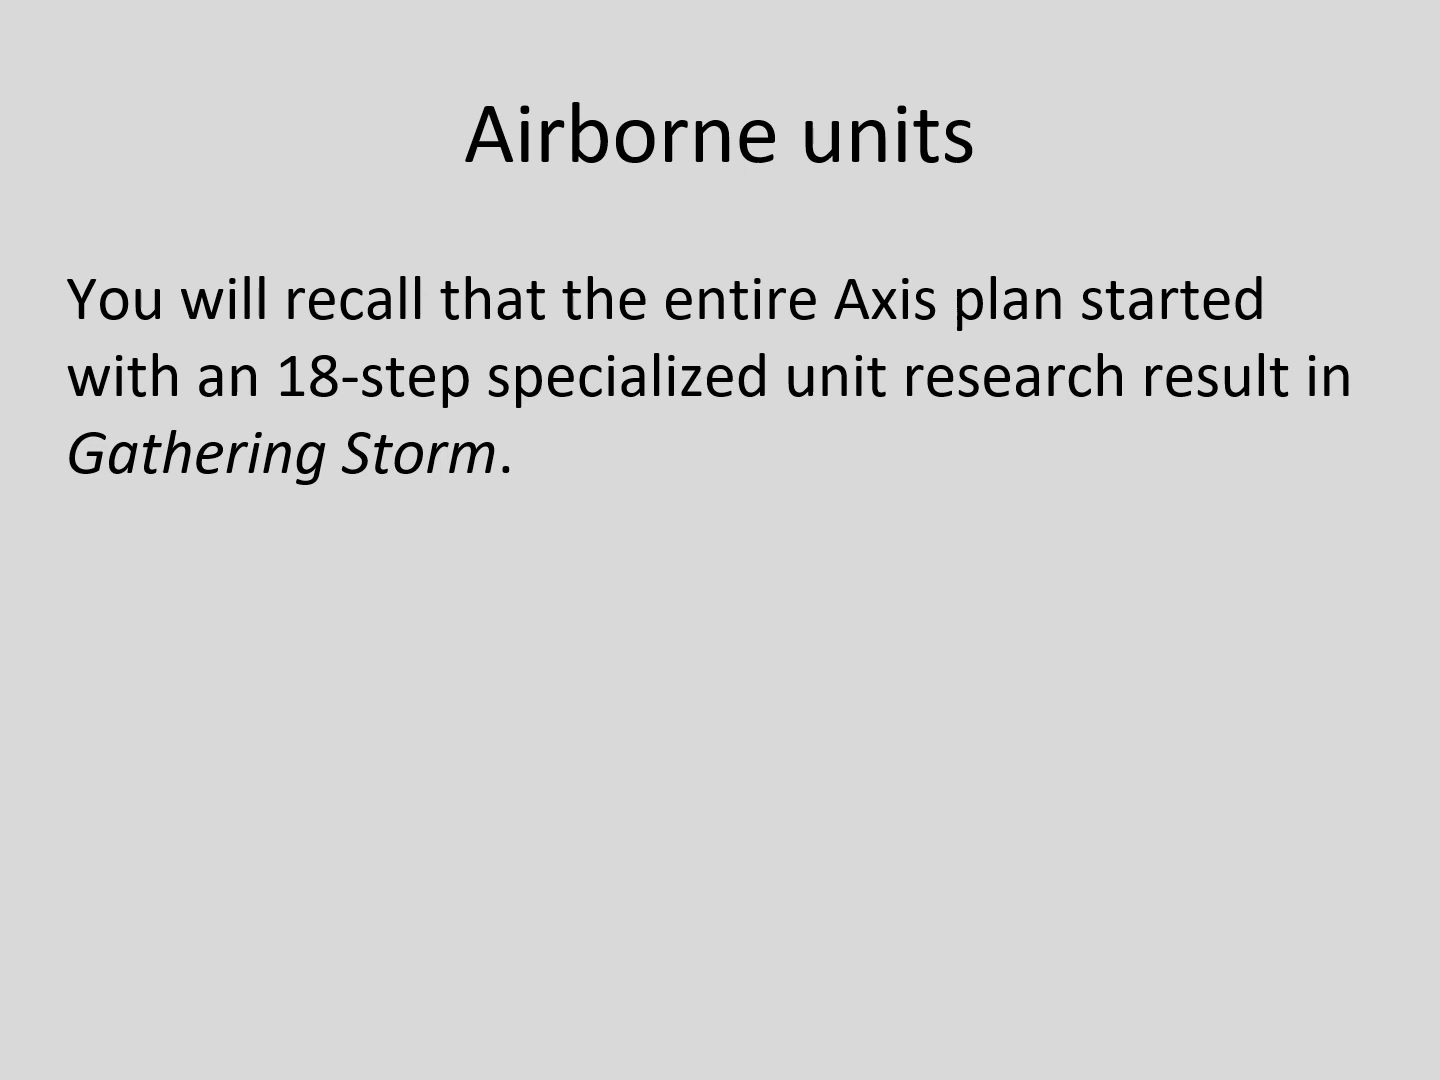 Airborne units
You will recall that the entire Axis plan started
with an 18-step specialized unit research result in
Gathering Storm.